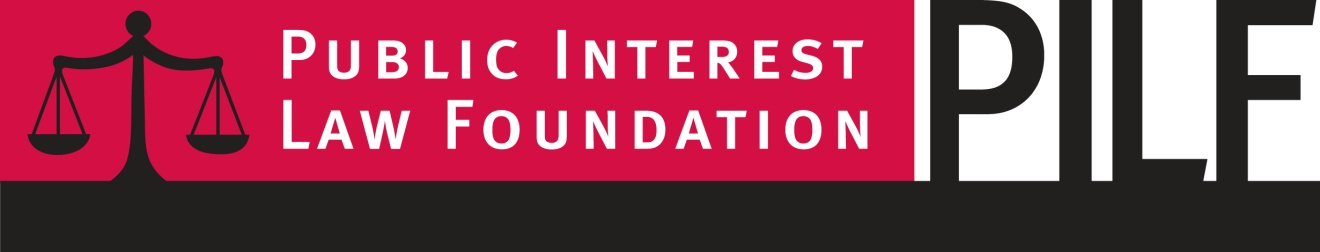 PUBLIC INTEREST
LAW FOUNDATION
PILF